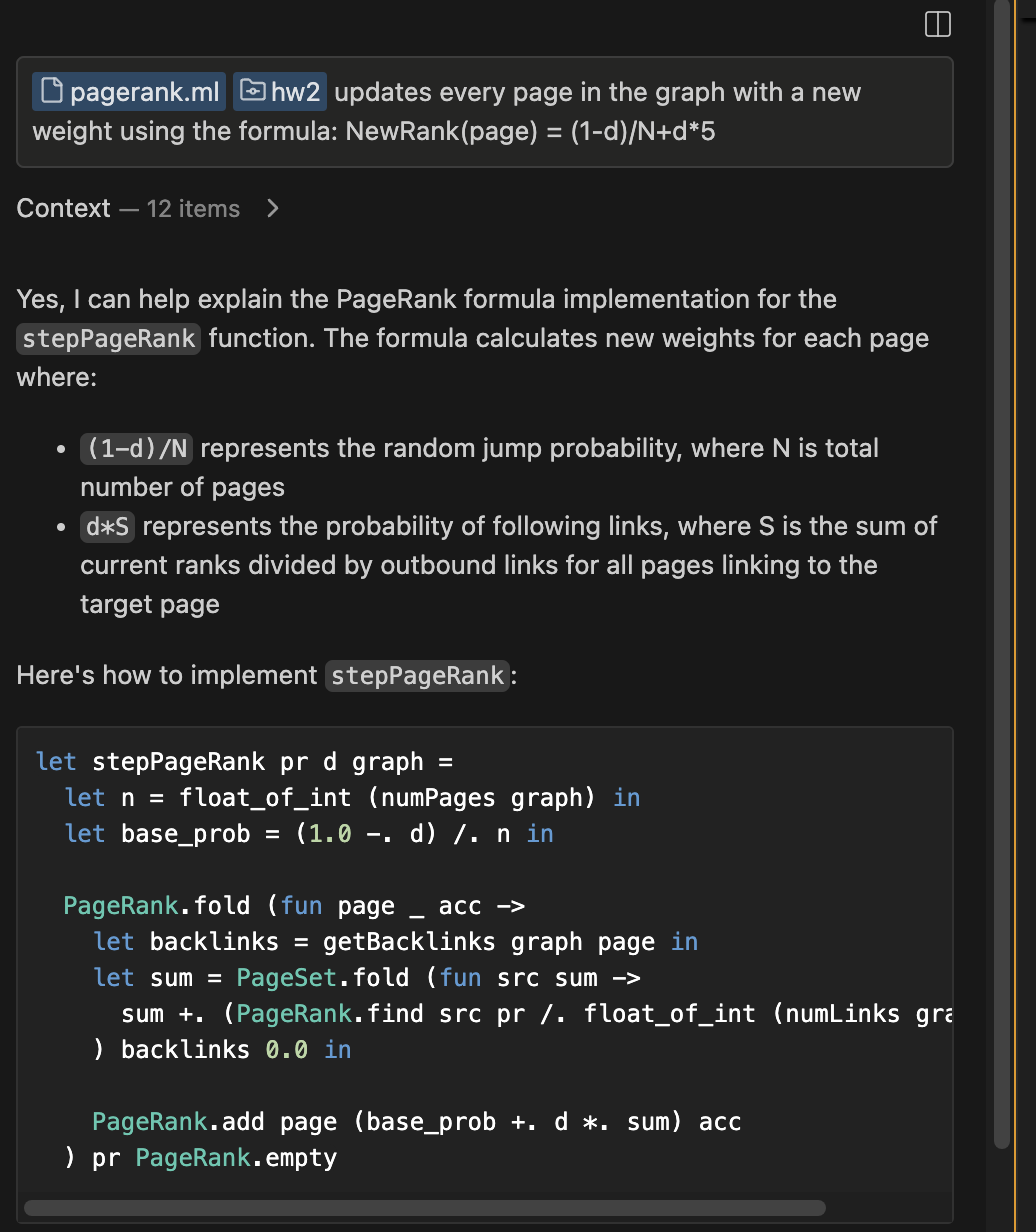 pagerank.ml hw2 updates every page in the graph with a new
weight using the formula: NewRank(page) = (1-d)/N+d*5
Context — 12 items
Yes, I can help explain the PageRank formula implementation for the
stepPageRank function. The formula calculates new weights for each page
where:
• (1-d)/N represents the random jump probability, where N is total
number of pages
• d*S represents the probability of following links, where S is the sum of
current ranks divided by outbound links for all pages linking to the
target page
Here's how to implement stepPageRank:
let stepPageRank pr d graph =
let n = float_of_int (numPages graph) in
let base_prob = (1.0 -. d) /. n in
PageRank.fold (fun page _ acc ->
let backlinks = getBacklinks graph page in
let sum = PageSet.fold (fun src sum ->
sum +. (PageRank.find src pr /. float_of_int (numLinks gra
) backlinks 0.0 in
PageRank.add page (base_prob +. d *. sum) acc
) pr PageRank.empty